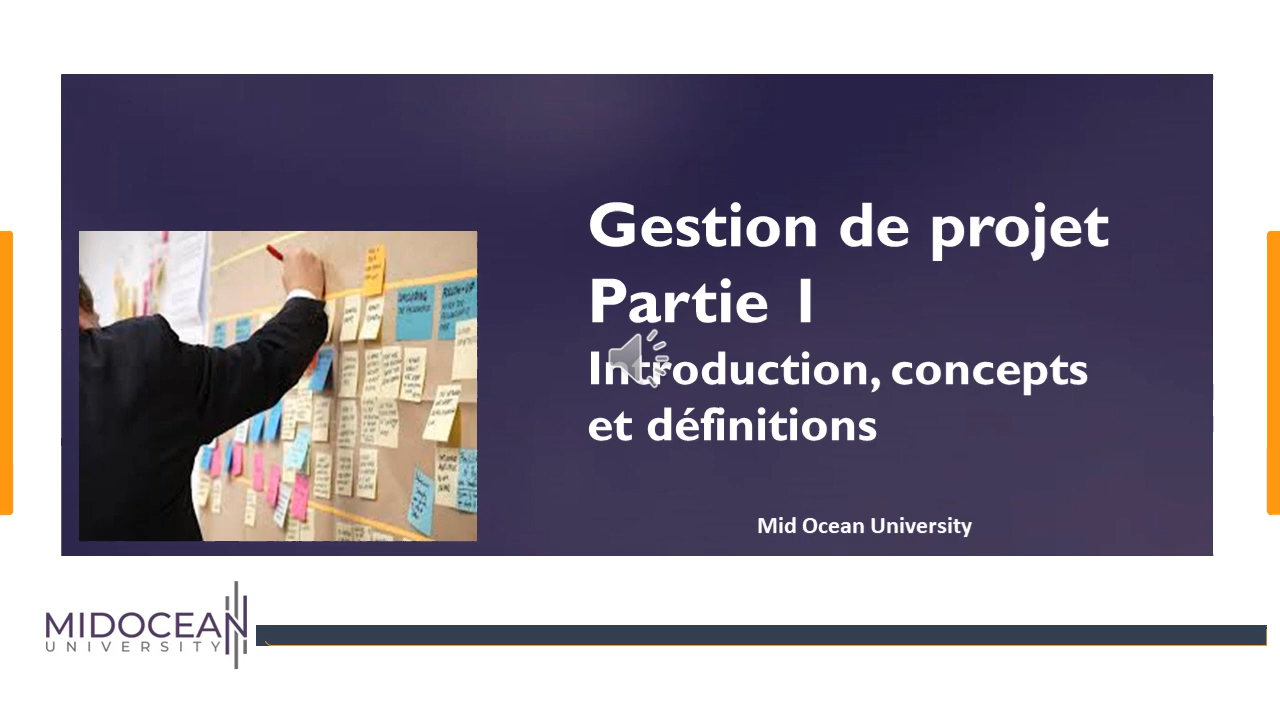 Gestion de projet
Partie 1
Introduction, concepts
et définitions
Mid Ocean University
MIDOCEAN
UNIVERSITY